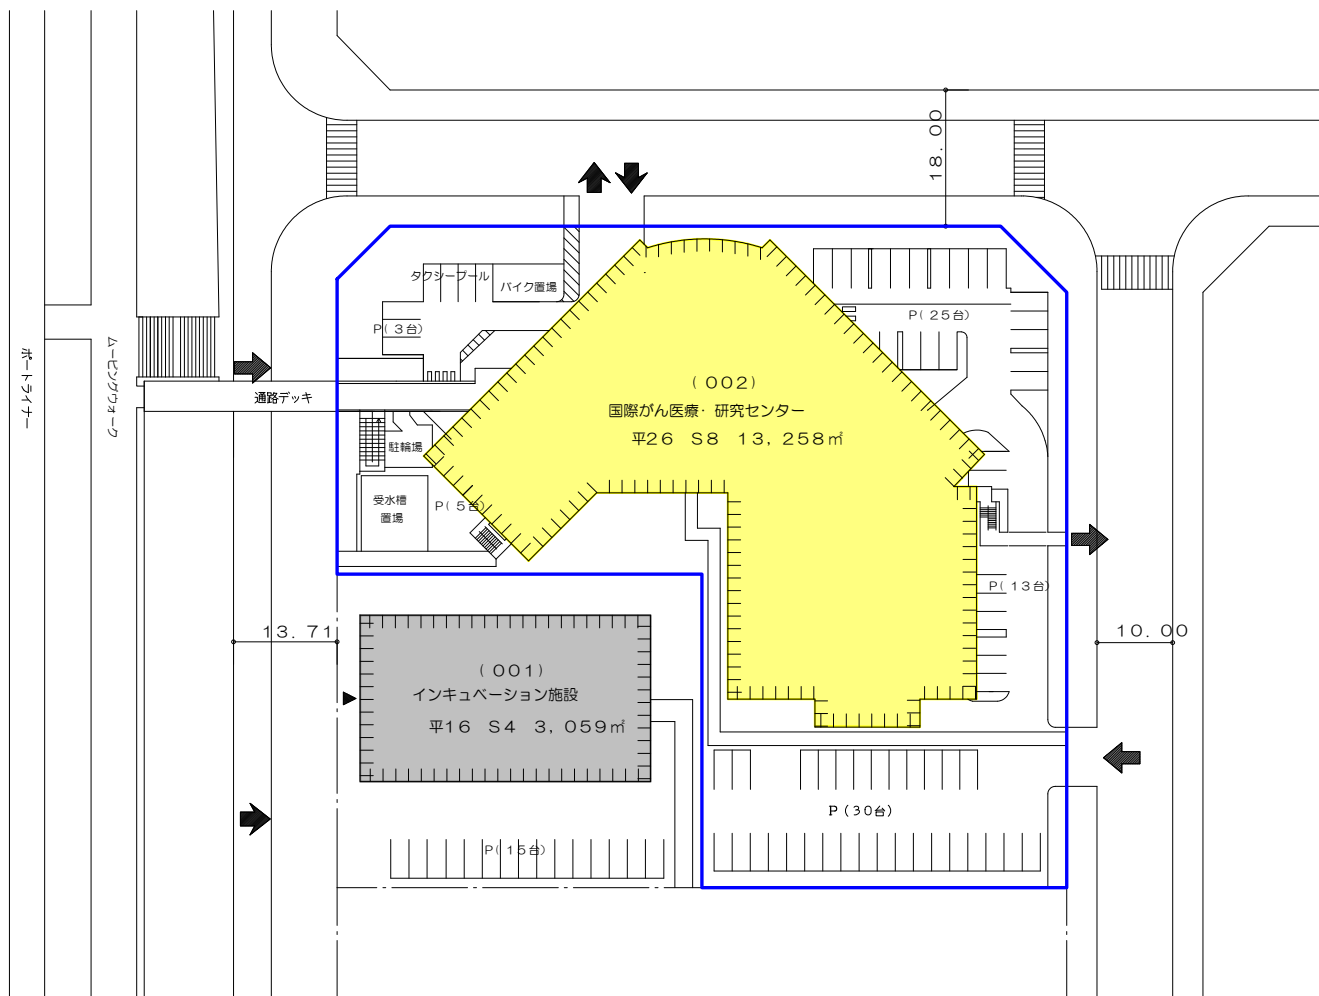 18.00
タクシープール
バイク置場
P(3台)
P(25台)
ポートライナー
ムービングウォーク
通路デッキ
(002)
国際がん医療・研究センター
平26 S8 13,258㎡
駐輪場
受水槽
置場
P(5台)
P(13台)
13.71
10.00
(001)
インキュベーション施設
平16 S4 3,059㎡
P(30台)
P(15台)